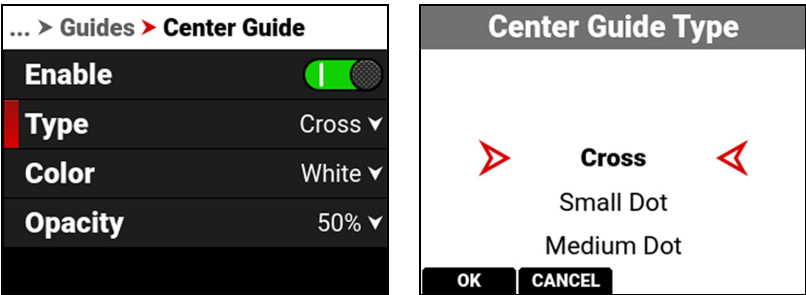 ... > Guides > Center Guide
Enable
Type Cross
Color White
Opacity 50%
Center Guide Type
Cross
Small Dot
Medium Dot
OK CANCEL